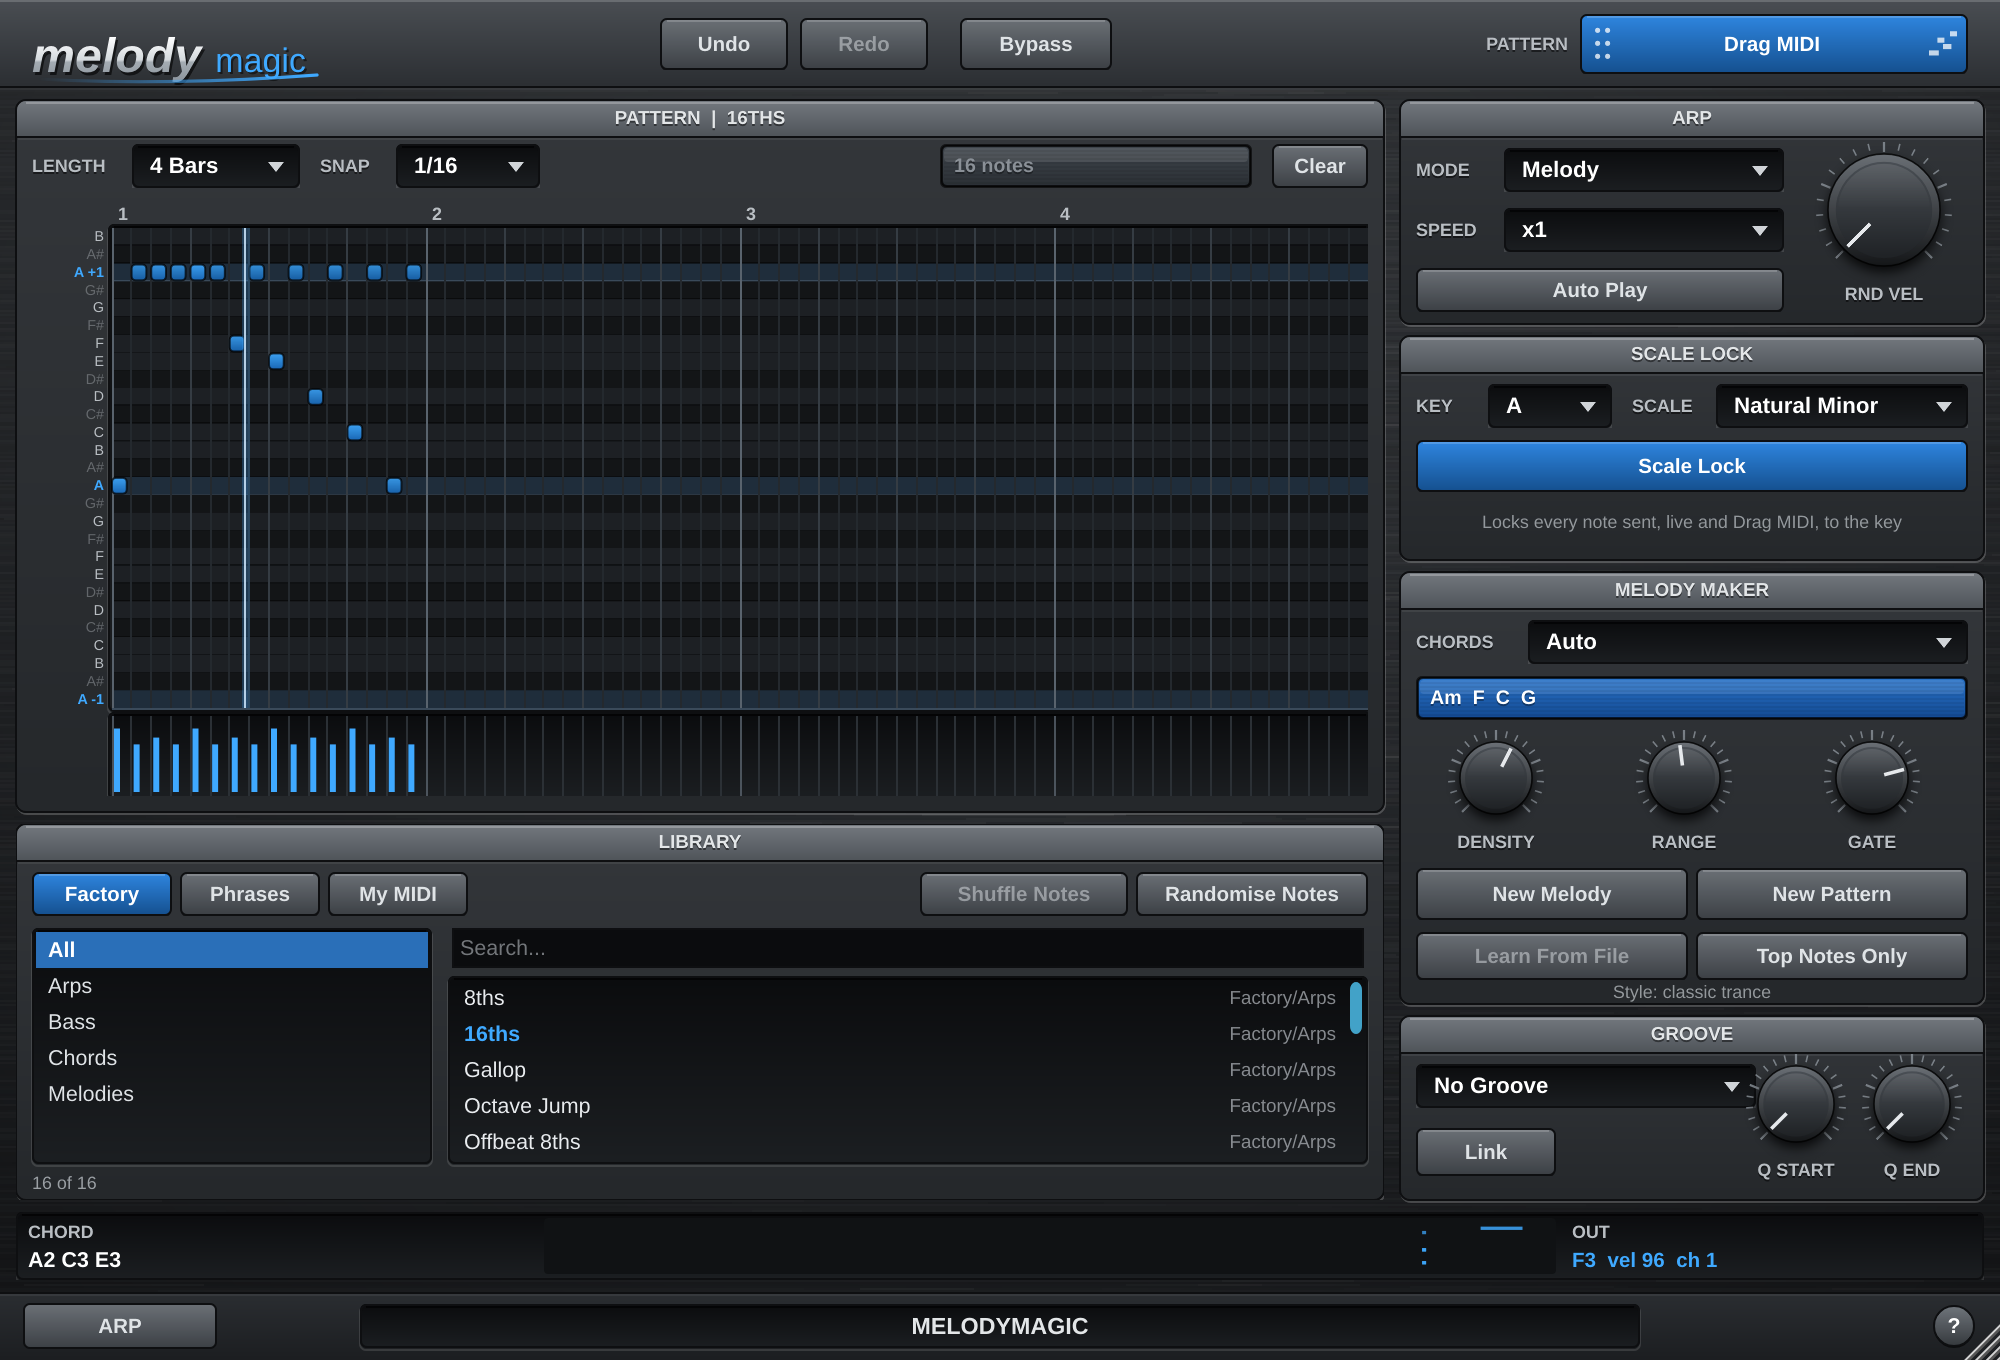 melody magic
Undo Redo Bypass PATTERN Drag MIDI
PATTERN | 16THS
LENGTH 4 Bars SNAP 1/16 16 notes Clear
1 2 3 4
B
A#
A +1
G#
G
F#
F
E
D#
D
C#
C
B
A#
A
G#
G
F#
F
E
D#
D
C#
C
B
A#
A -1
LIBRARY
Factory Phrases My MIDI Shuffle Notes Randomise Notes
All
Arps
Bass
Chords
Melodies
Search...
8ths Factory/Arps
16ths Factory/Arps
Gallop Factory/Arps
Octave Jump Factory/Arps
Offbeat 8ths Factory/Arps
16 of 16
ARP
MODE Melody
SPEED x1
Auto Play
RND VEL
SCALE LOCK
KEY A SCALE Natural Minor
Scale Lock
Locks every note sent, live and Drag MIDI, to the key
MELODY MAKER
CHORDS Auto
Am F C G
DENSITY RANGE GATE
New Melody New Pattern
Learn From File Top Notes Only
Style: classic trance
GROOVE
No Groove
Link
Q START Q END
CHORD
A2 C3 E3
OUT
F3 vel 96 ch 1
ARP MELODYMAGIC ?